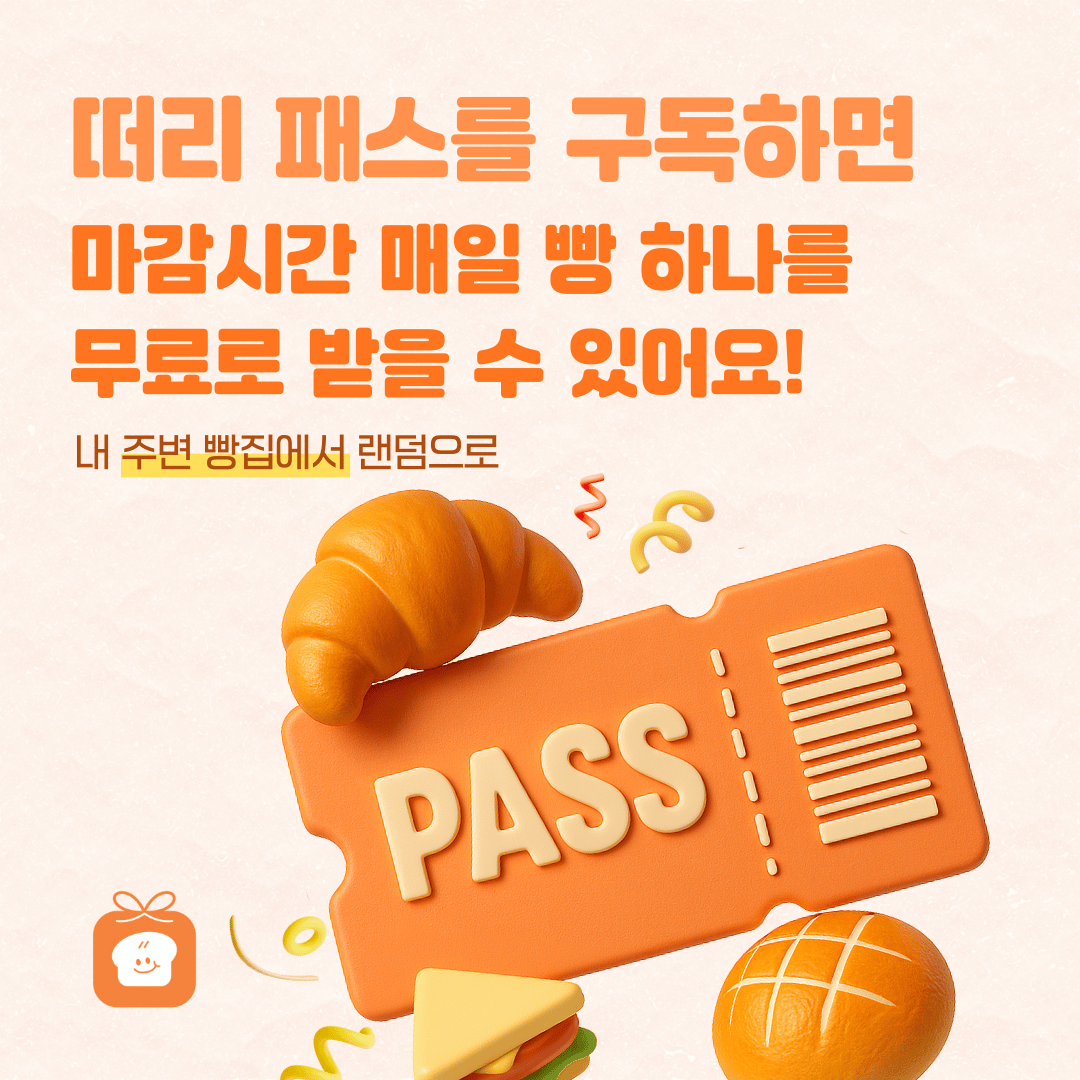 떠리 패스를 구독하면
마감시간 매일 빵 하나를
무료로 받을 수 있어요!
내 주변 빵집에서 랜덤으로
PASS